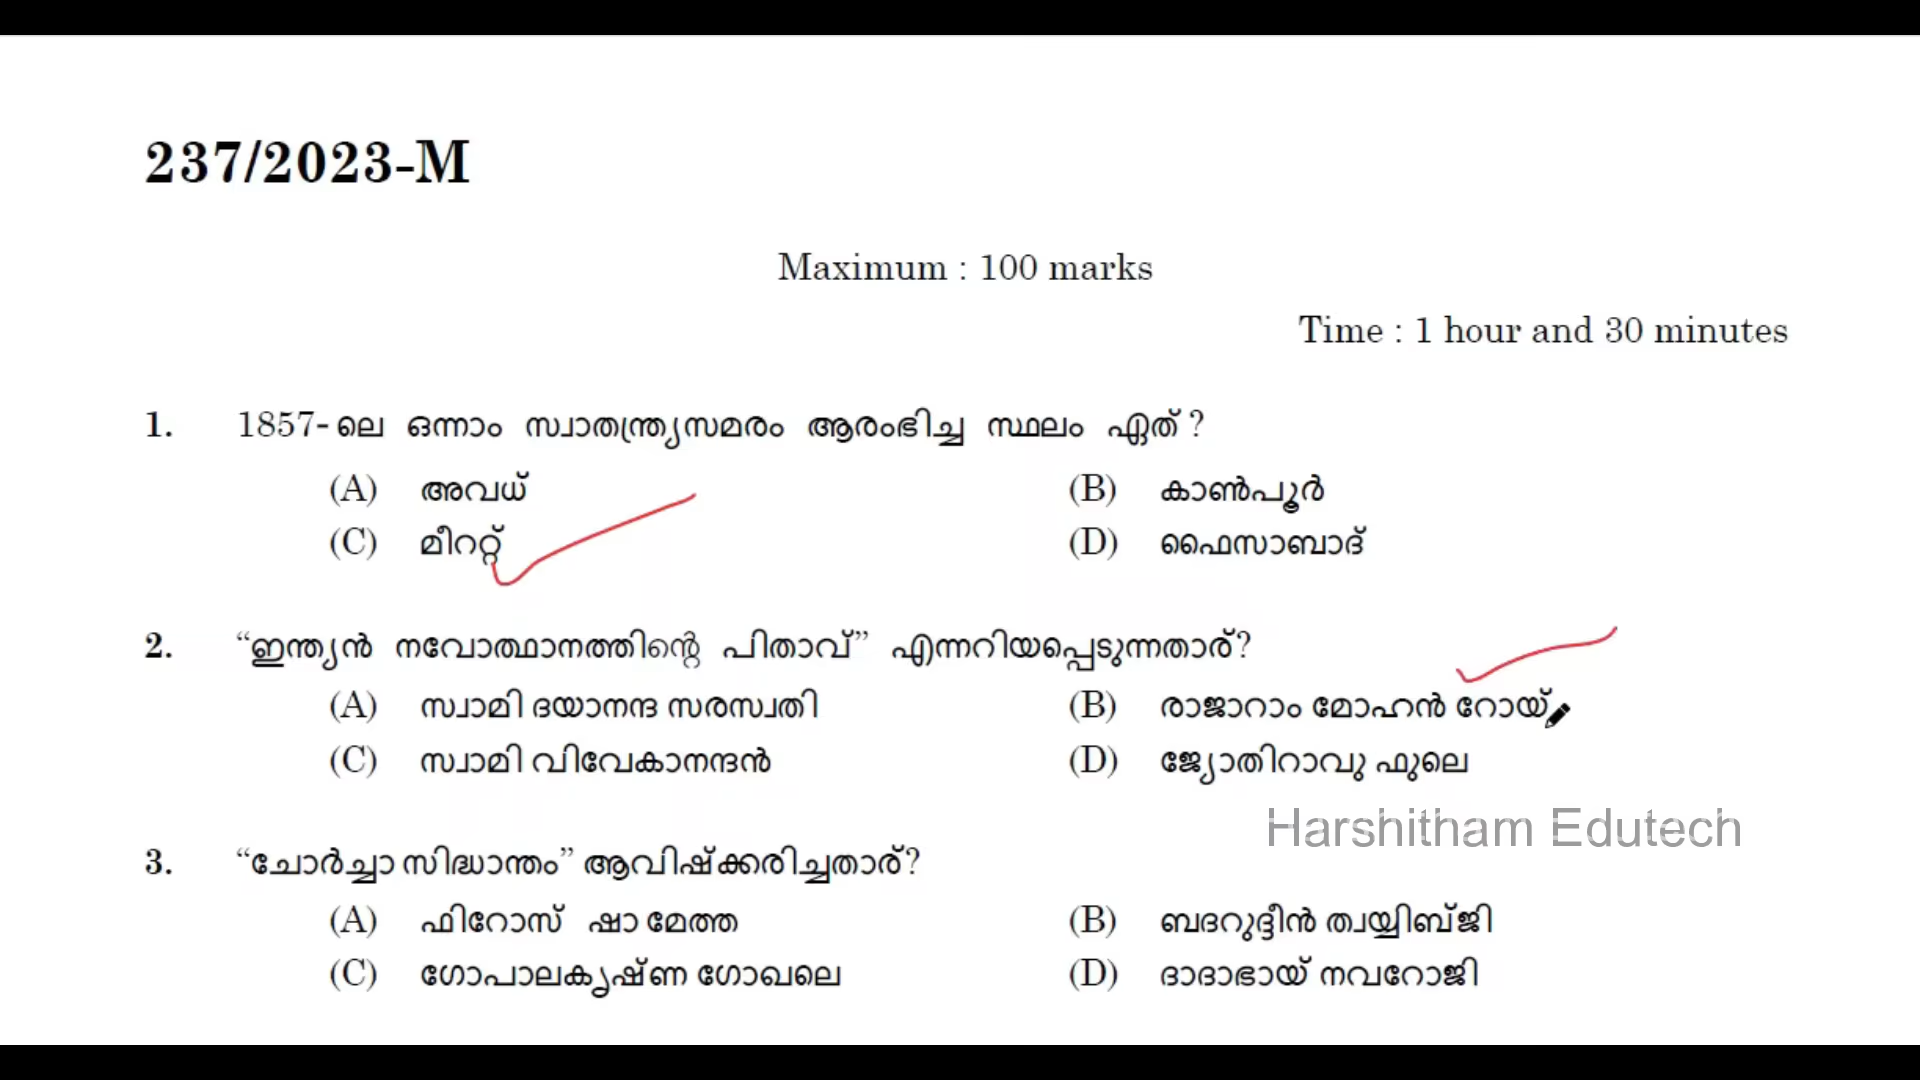 237/2023-M
Maximum : 100 marks
Time : 1 hour and 30 minutes
1. 1857-ലെ ഒന്നാം സ്വാതന്ത്ര്യസമരം ആരംഭിച്ച സ്ഥലം ഏത് ?
(A) അവധ് (B) കാൺപൂർ
(C) മീററ്റ് (D) ഫൈസാബാദ്
2. “ഇന്ത്യൻ നവോത്ഥാനത്തിന്റെ പിതാവ്” എന്നറിയപ്പെടുന്നതാര്?
(A) സ്വാമി ദയാനന്ദ സരസ്വതി (B) രാജാറാം മോഹൻ റോയ്
(C) സ്വാമി വിവേകാനന്ദൻ (D) ജ്യോതിറാവു ഫുലെ
Harshitham Edutech
3. “ചോർച്ചാ സിദ്ധാന്തം” ആവിഷ്ക്കരിച്ചതാര്?
(A) ഫിറോസ് ഷാ മേത്ത (B) ബദറുദ്ദീൻ ത്വയ്യിബ്ജി
(C) ഗോപാലകൃഷ്ണ ഗോഖലെ (D) ദാദാഭായ് നവറോജി